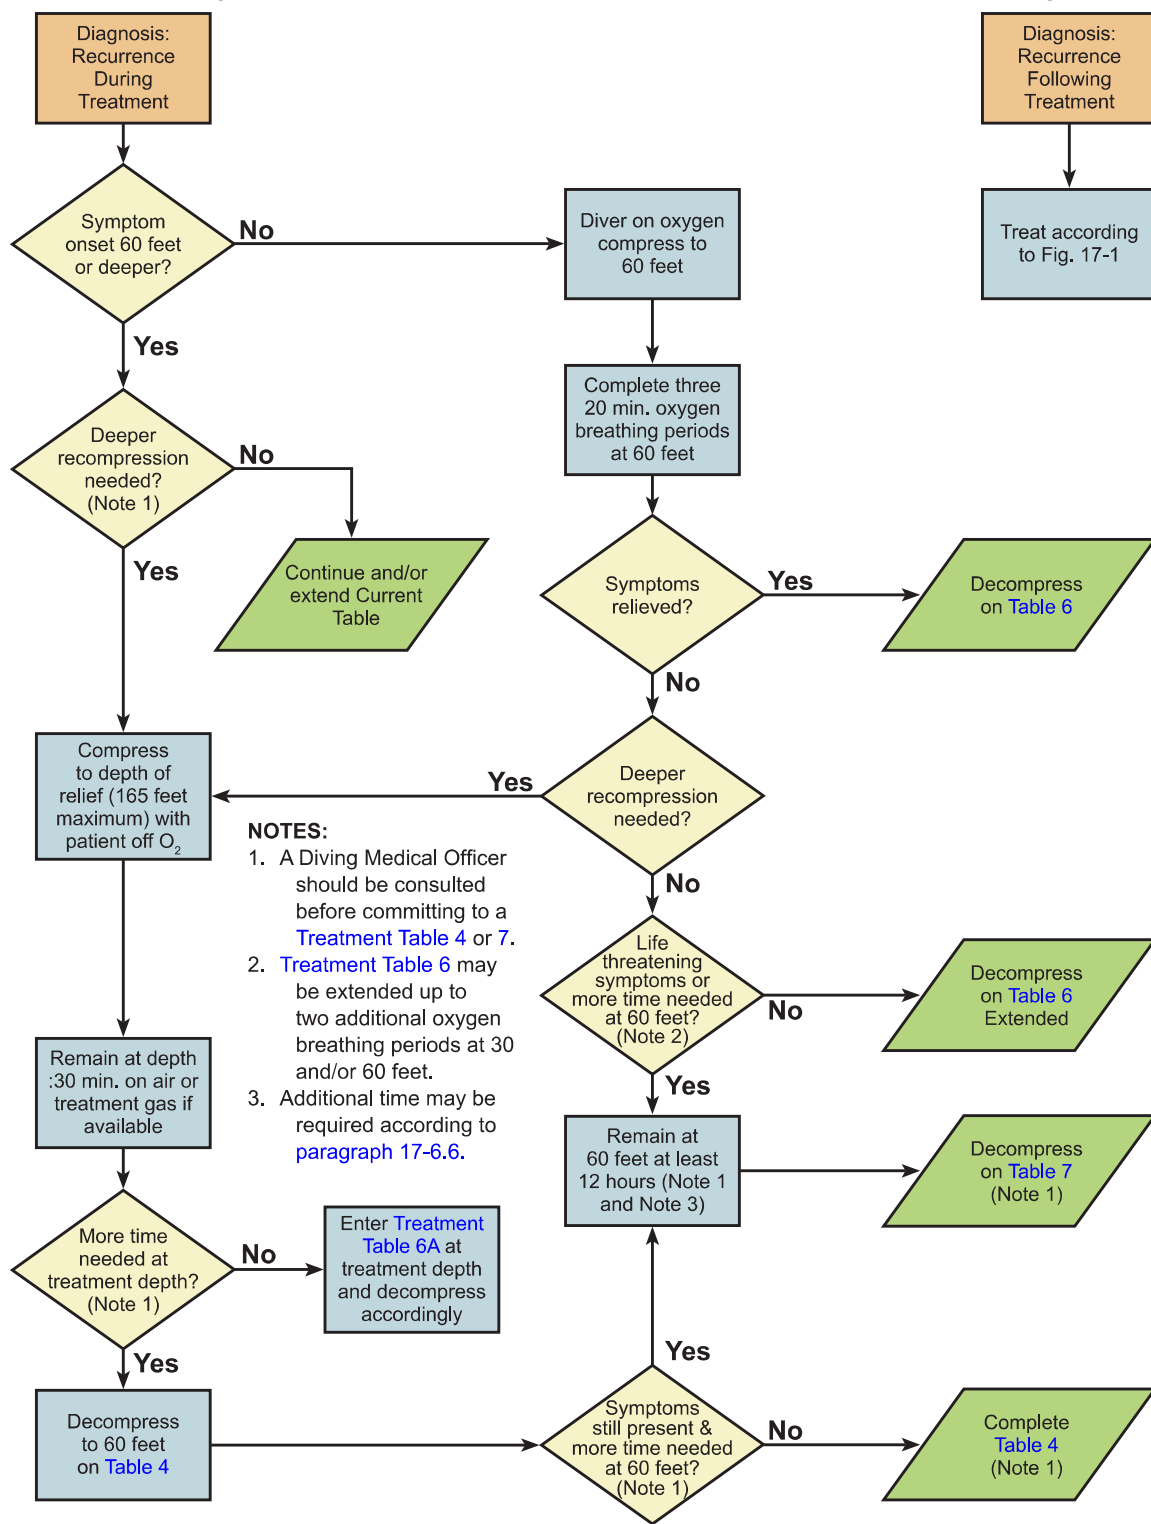 Diagnosis:
Recurrence
During
Treatment
Diagnosis:
Recurrence
Following
Treatment
Symptom
onset 60 feet
or deeper?
No
Diver on oxygen
compress to
60 feet
Treat according
to Fig. 17-1
Yes
Deeper
recompression
needed?
(Note 1)
No
Complete three
20 min. oxygen
breathing periods
at 60 feet
Yes
Continue and/or
extend Current
Table
Symptoms
relieved?
Yes
Decompress
on Table 6
No
Compress
to depth of
relief (165 feet
maximum) with
patient off O₂
Yes
Deeper
recompression
needed?
NOTES:
1. A Diving Medical Officer
should be consulted
before committing to a
Treatment Table 4 or 7.
2. Treatment Table 6 may
be extended up to
two additional oxygen
breathing periods at 30
and/or 60 feet.
3. Additional time may be
required according to
paragraph 17-6.6.
No
Life
threatening
symptoms or
more time needed
at 60 feet?
(Note 2)
No
Decompress
on Table 6
Extended
Remain at depth
:30 min. on air or
treatment gas if
available
Yes
Remain at
60 feet at least
12 hours (Note 1
and Note 3)
Decompress
on Table 7
(Note 1)
More time
needed at
treatment depth?
(Note 1)
No
Enter Treatment
Table 6A at
treatment depth
and decompress
accordingly
Yes
Yes
Decompress
to 60 feet
on Table 4
Symptoms
still present &
more time needed
at 60 feet?
(Note 1)
No
Complete
Table 4
(Note 1)